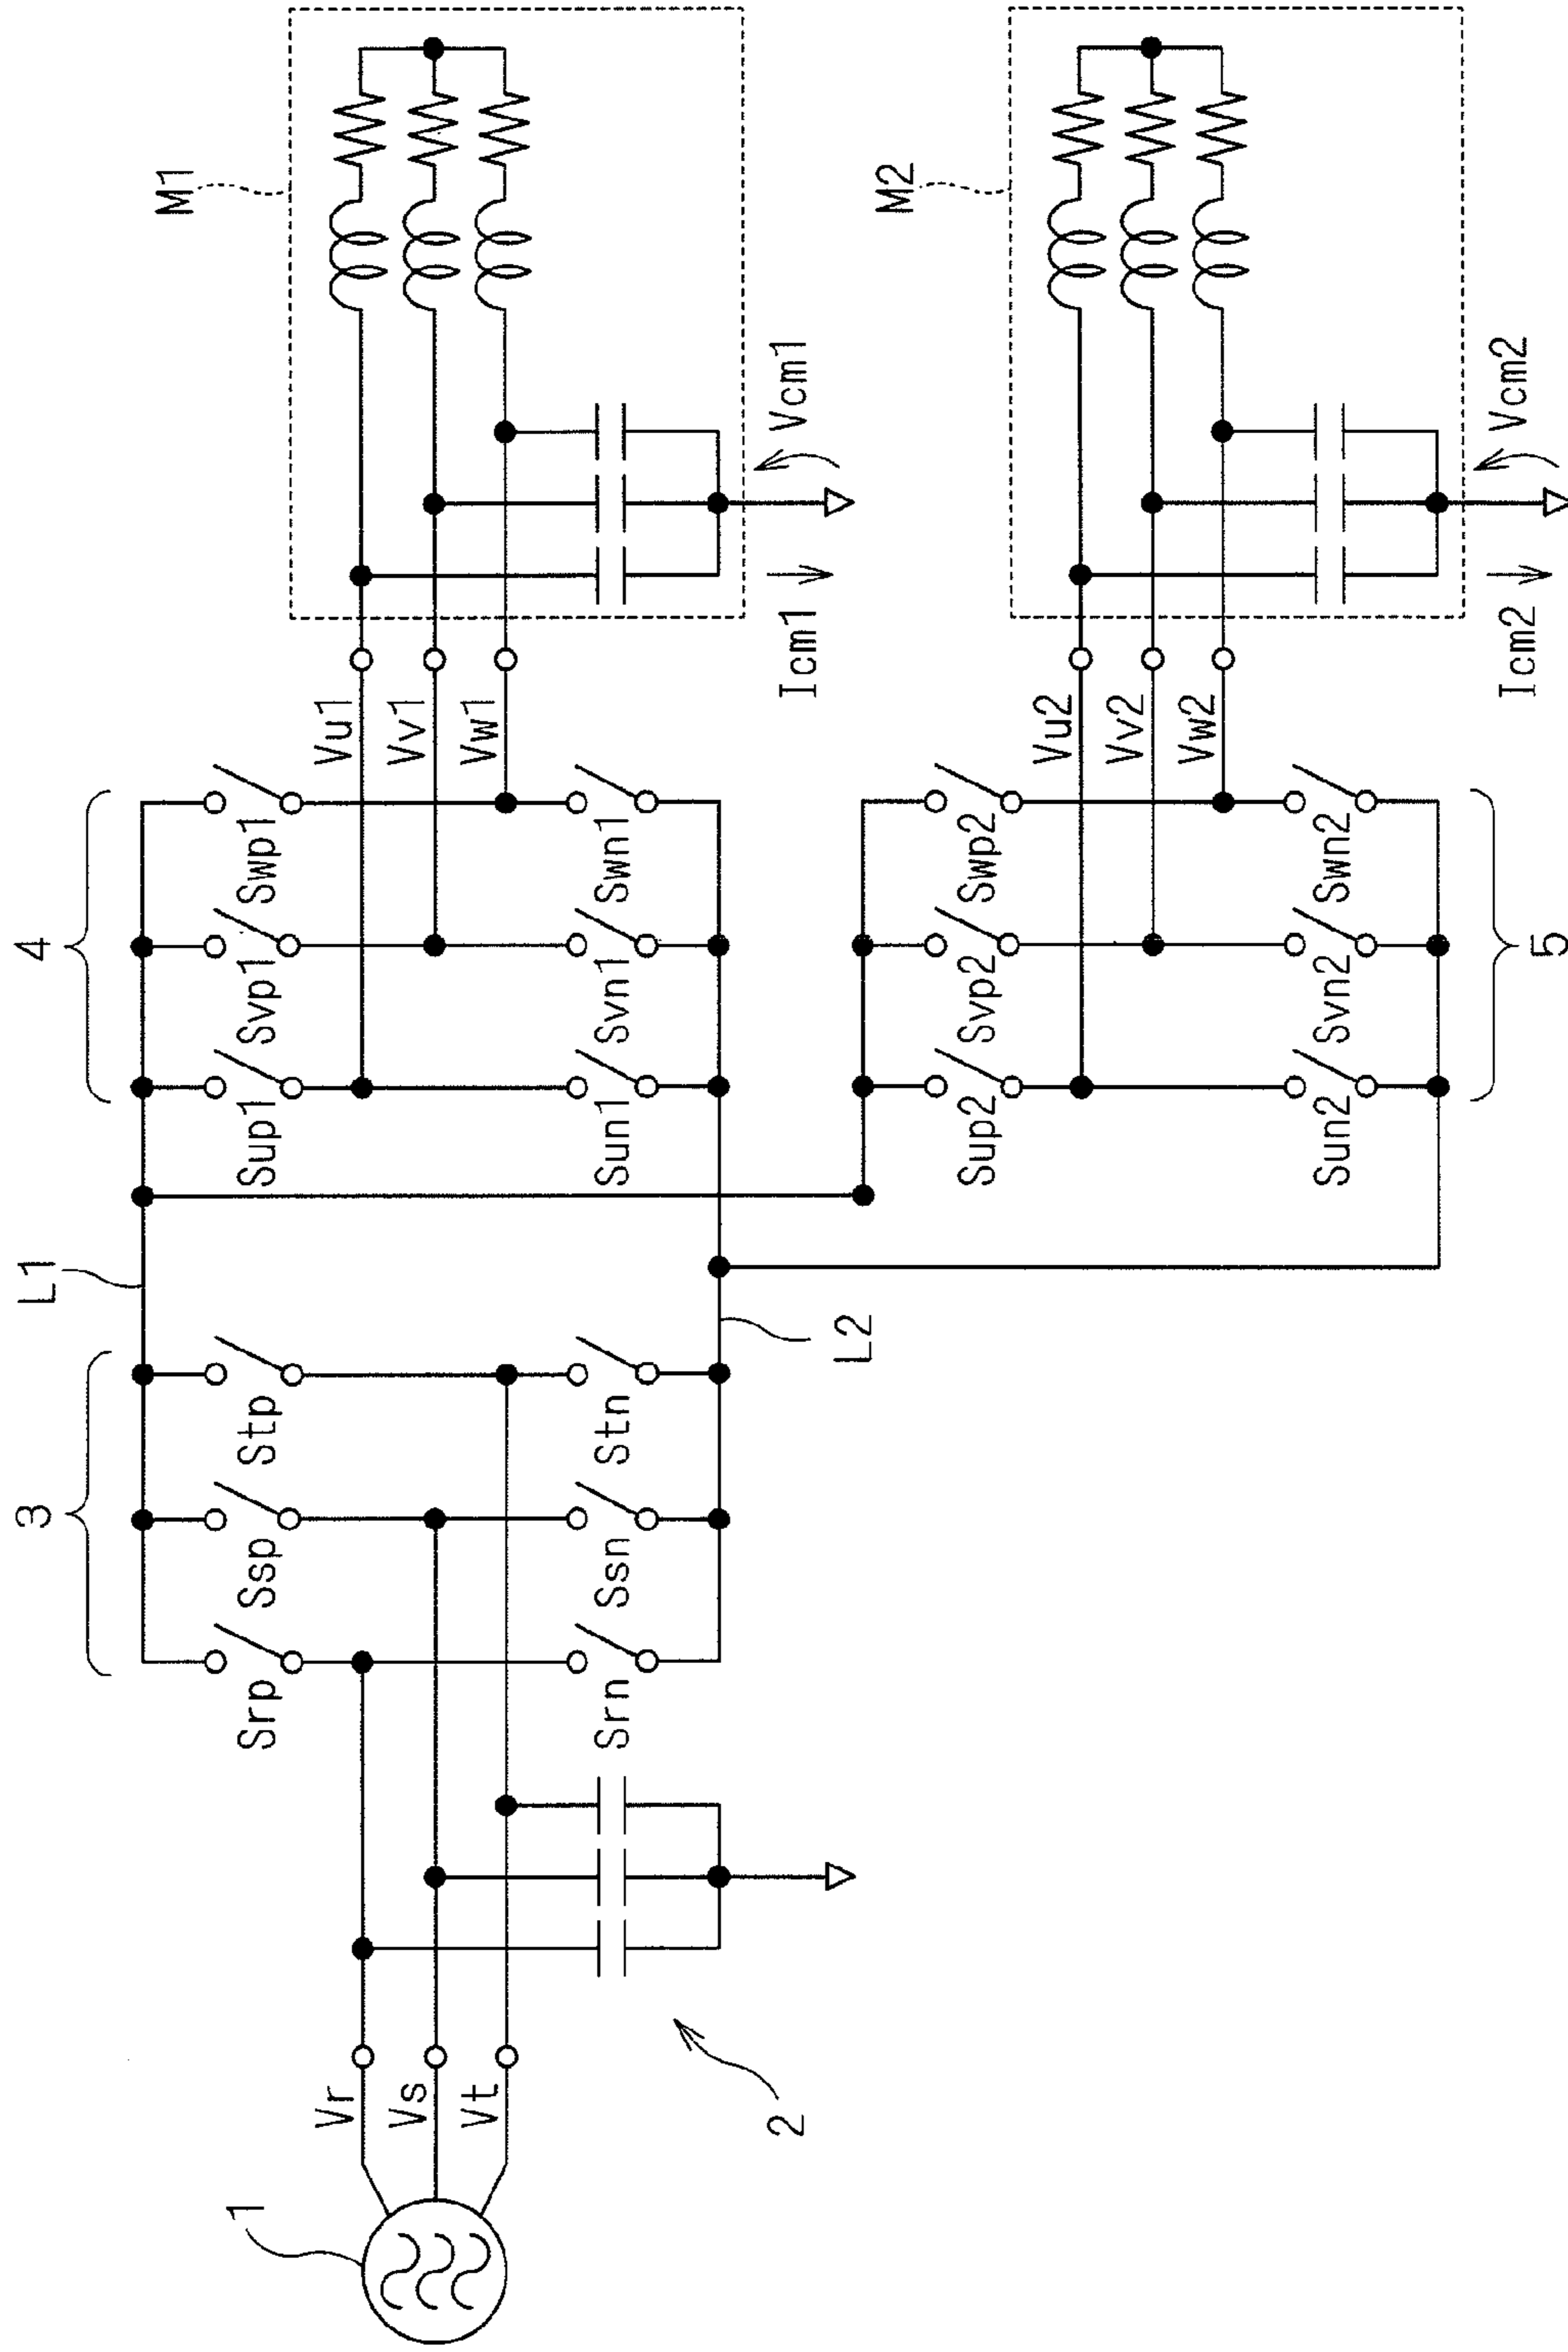 1
Vr
Vs
Vt
2
3
Srp
Ssp
Stp
Srn
Ssn
Stn
L1
L2
4
Sup1
Svp1
Swp1
Sun1
Svn1
Swn1
Vu1
Vv1
Vw1
M1
Icm1
Vcm1
Sup2
Svp2
Swp2
Sun2
Svn2
Swn2
5
Vu2
Vv2
Vw2
M2
Icm2
Vcm2